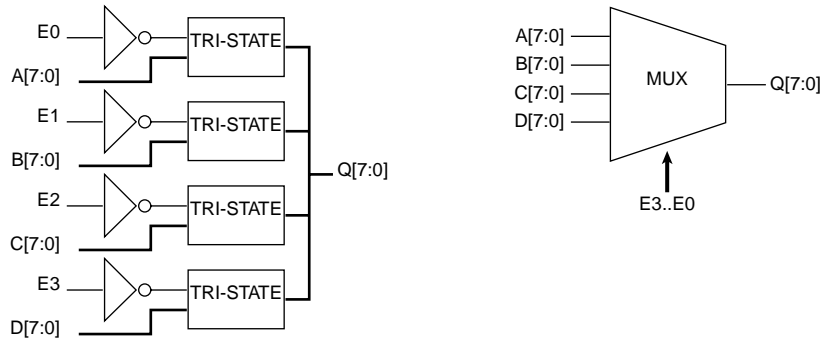 E0
TRI-STATE
A[7:0]
E1
TRI-STATE
B[7:0]
E2
TRI-STATE
C[7:0]
E3
TRI-STATE
D[7:0]
Q[7:0]
A[7:0]
B[7:0]
C[7:0]
D[7:0]
MUX
Q[7:0]
E3..E0